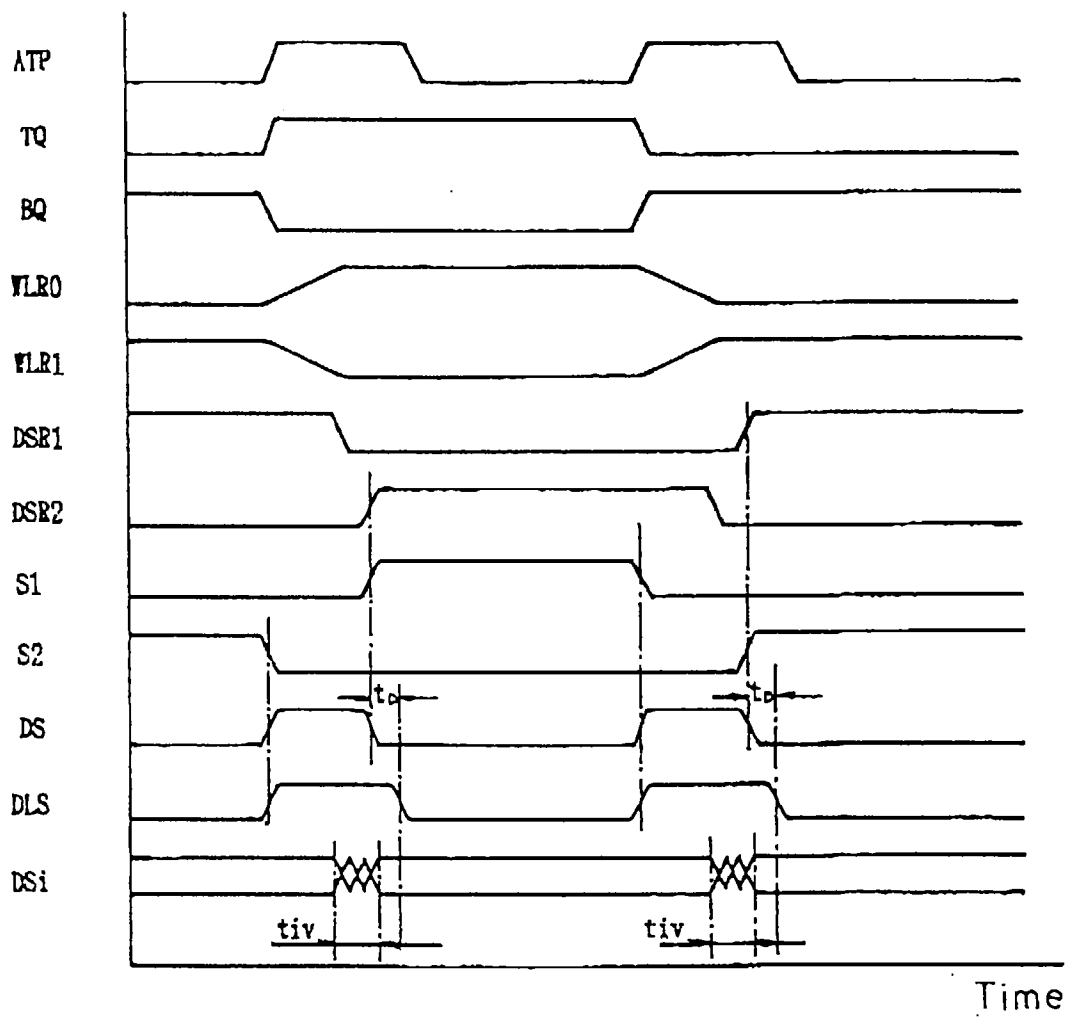 ATP
TQ
BQ
WLR0
WLR1
DSR1
DSR2
S1
S2
tD tD
DS
DLS
DSi
tiv tiv
Time